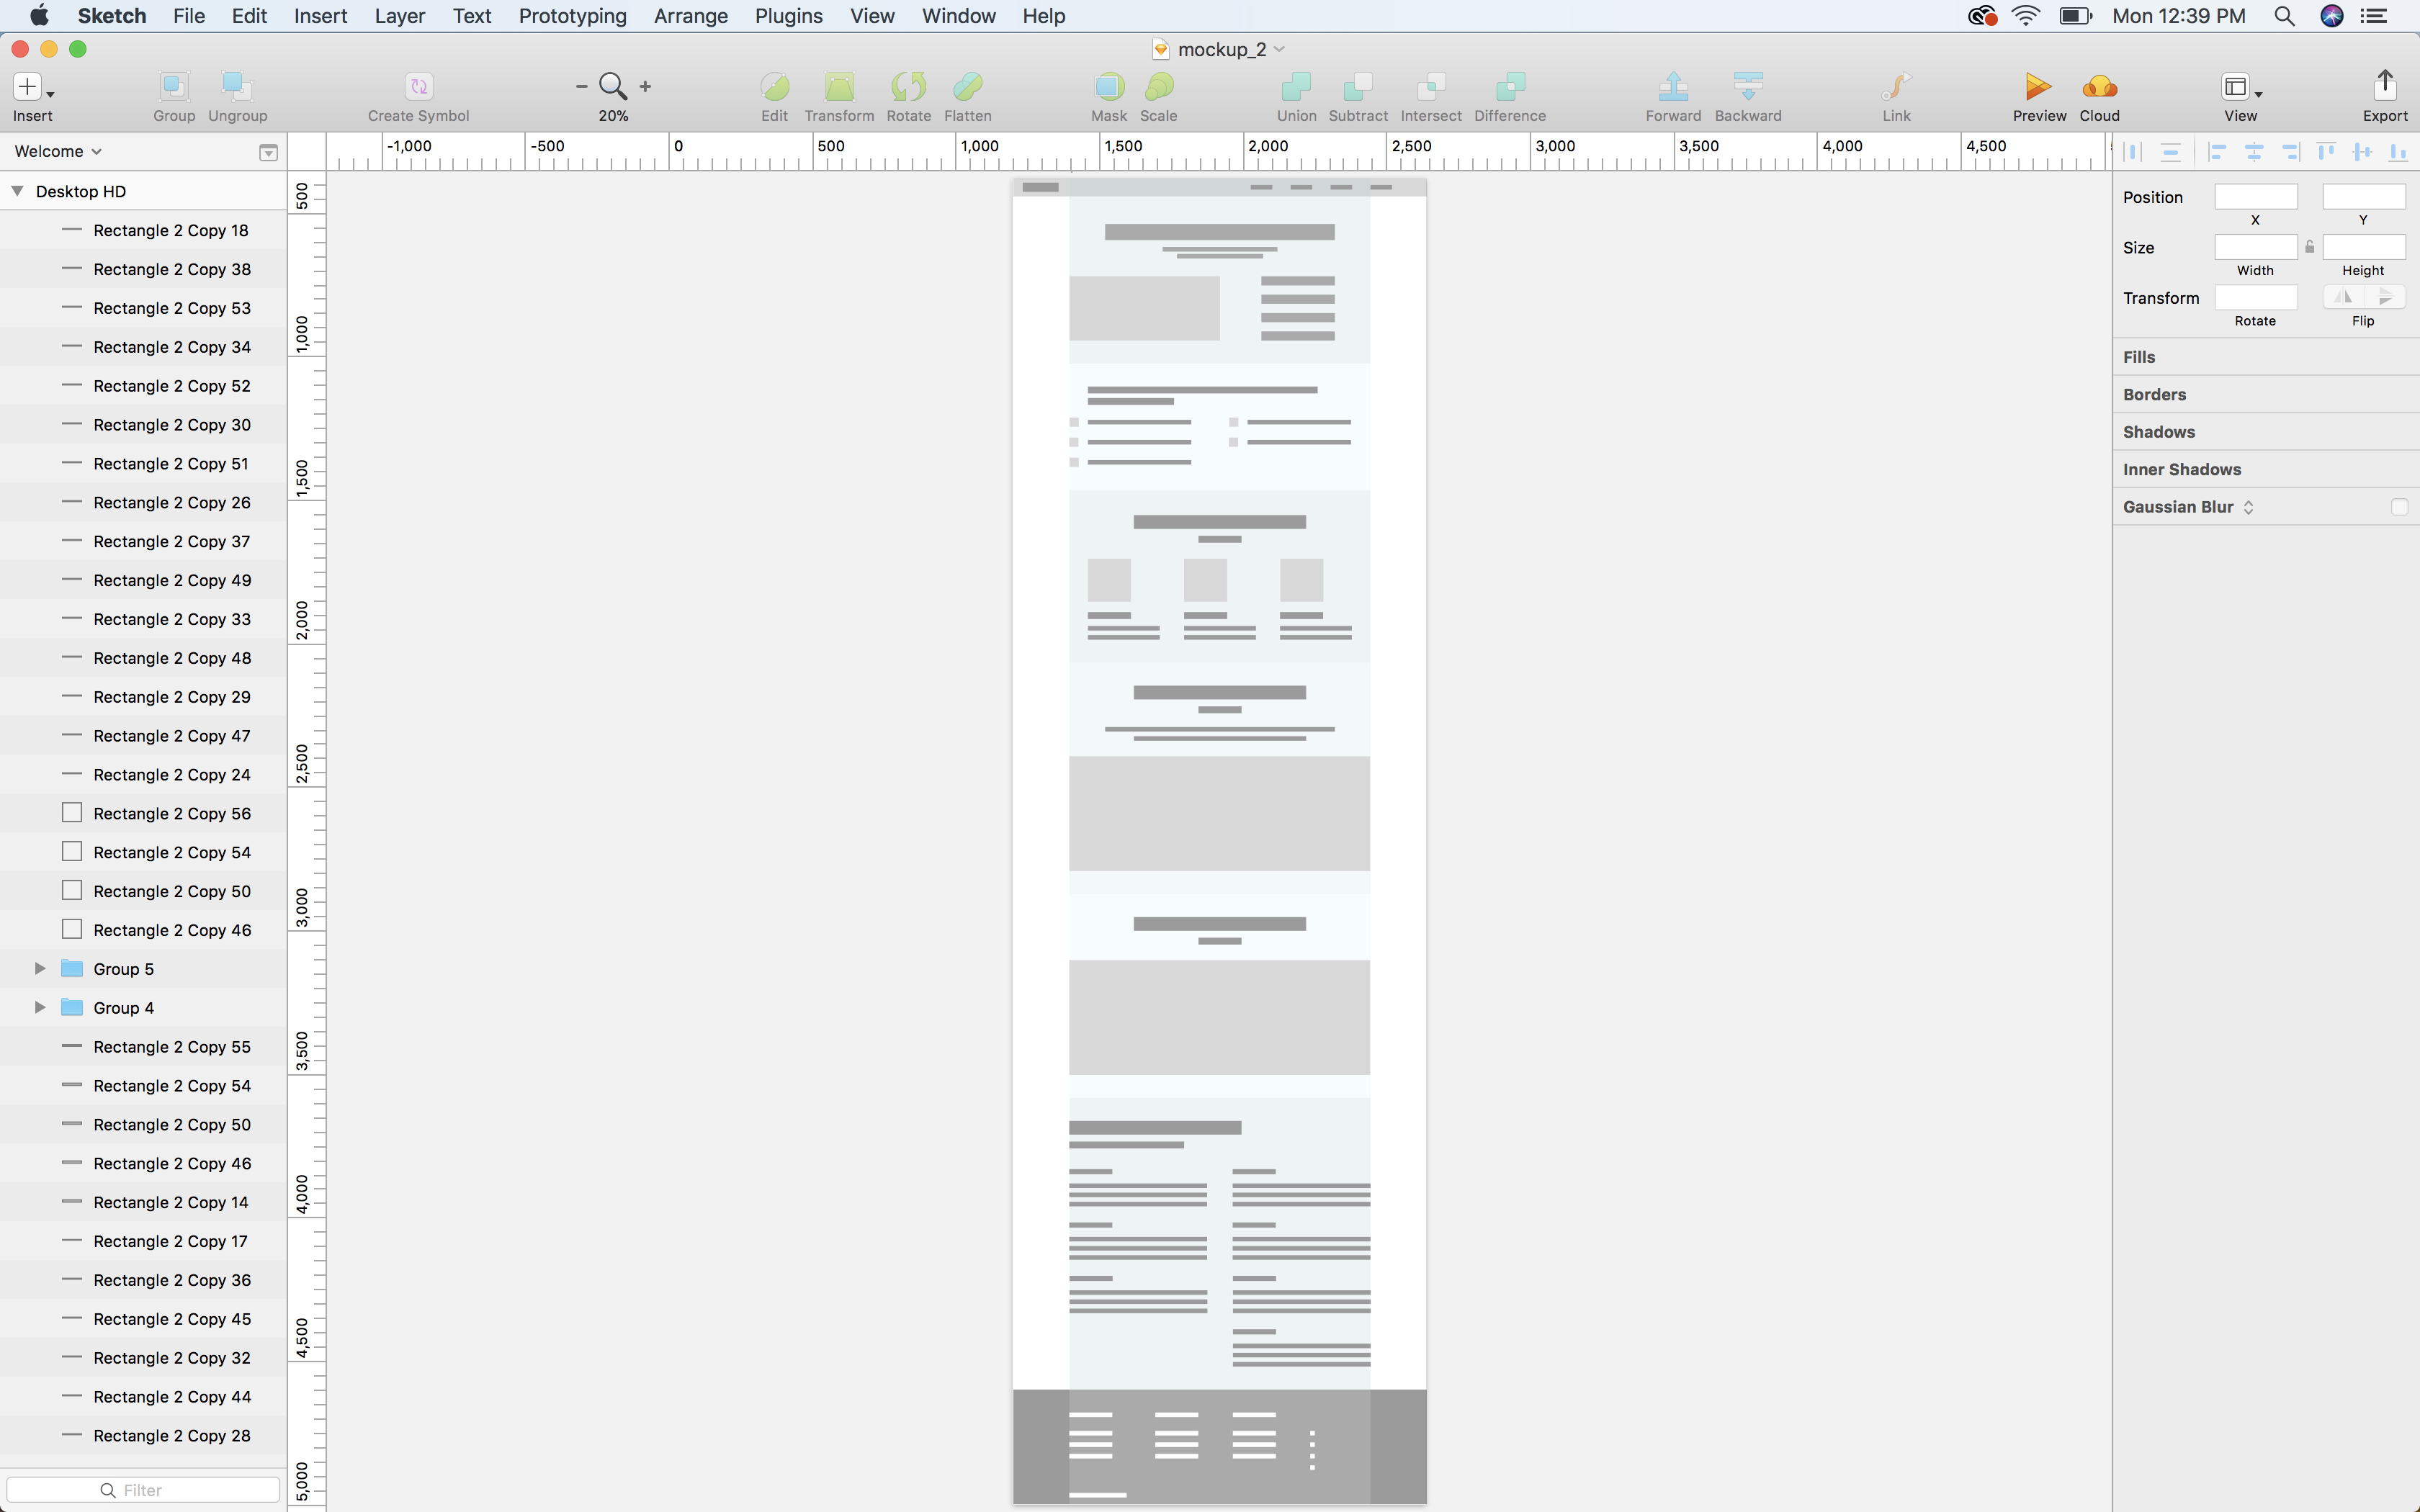 Sketch File Edit Insert Layer Text Prototyping Arrange Plugins View Window Help Mon 12:39 PM
mockup_2
Insert Group Ungroup Create Symbol 20% Edit Transform Rotate Flatten Mask Scale Union Subtract Intersect Difference Forward Backward Link Preview Cloud View Export
Welcome
-1,000 -500 0 500 1,000 1,500 2,000 2,500 3,000 3,500 4,000 4,500
Desktop HD
Rectangle 2 Copy 18
Rectangle 2 Copy 38
Rectangle 2 Copy 53
Rectangle 2 Copy 34
Rectangle 2 Copy 52
Rectangle 2 Copy 30
Rectangle 2 Copy 51
Rectangle 2 Copy 26
Rectangle 2 Copy 37
Rectangle 2 Copy 49
Rectangle 2 Copy 33
Rectangle 2 Copy 48
Rectangle 2 Copy 29
Rectangle 2 Copy 47
Rectangle 2 Copy 24
Rectangle 2 Copy 56
Rectangle 2 Copy 54
Rectangle 2 Copy 50
Rectangle 2 Copy 46
Group 5
Group 4
Rectangle 2 Copy 55
Rectangle 2 Copy 54
Rectangle 2 Copy 50
Rectangle 2 Copy 46
Rectangle 2 Copy 14
Rectangle 2 Copy 17
Rectangle 2 Copy 36
Rectangle 2 Copy 45
Rectangle 2 Copy 32
Rectangle 2 Copy 44
Rectangle 2 Copy 28
Filter
500
1,000
1,500
2,000
2,500
3,000
3,500
4,000
4,500
5,000
Position
X Y
Size
Width Height
Transform
Rotate Flip
Fills
Borders
Shadows
Inner Shadows
Gaussian Blur